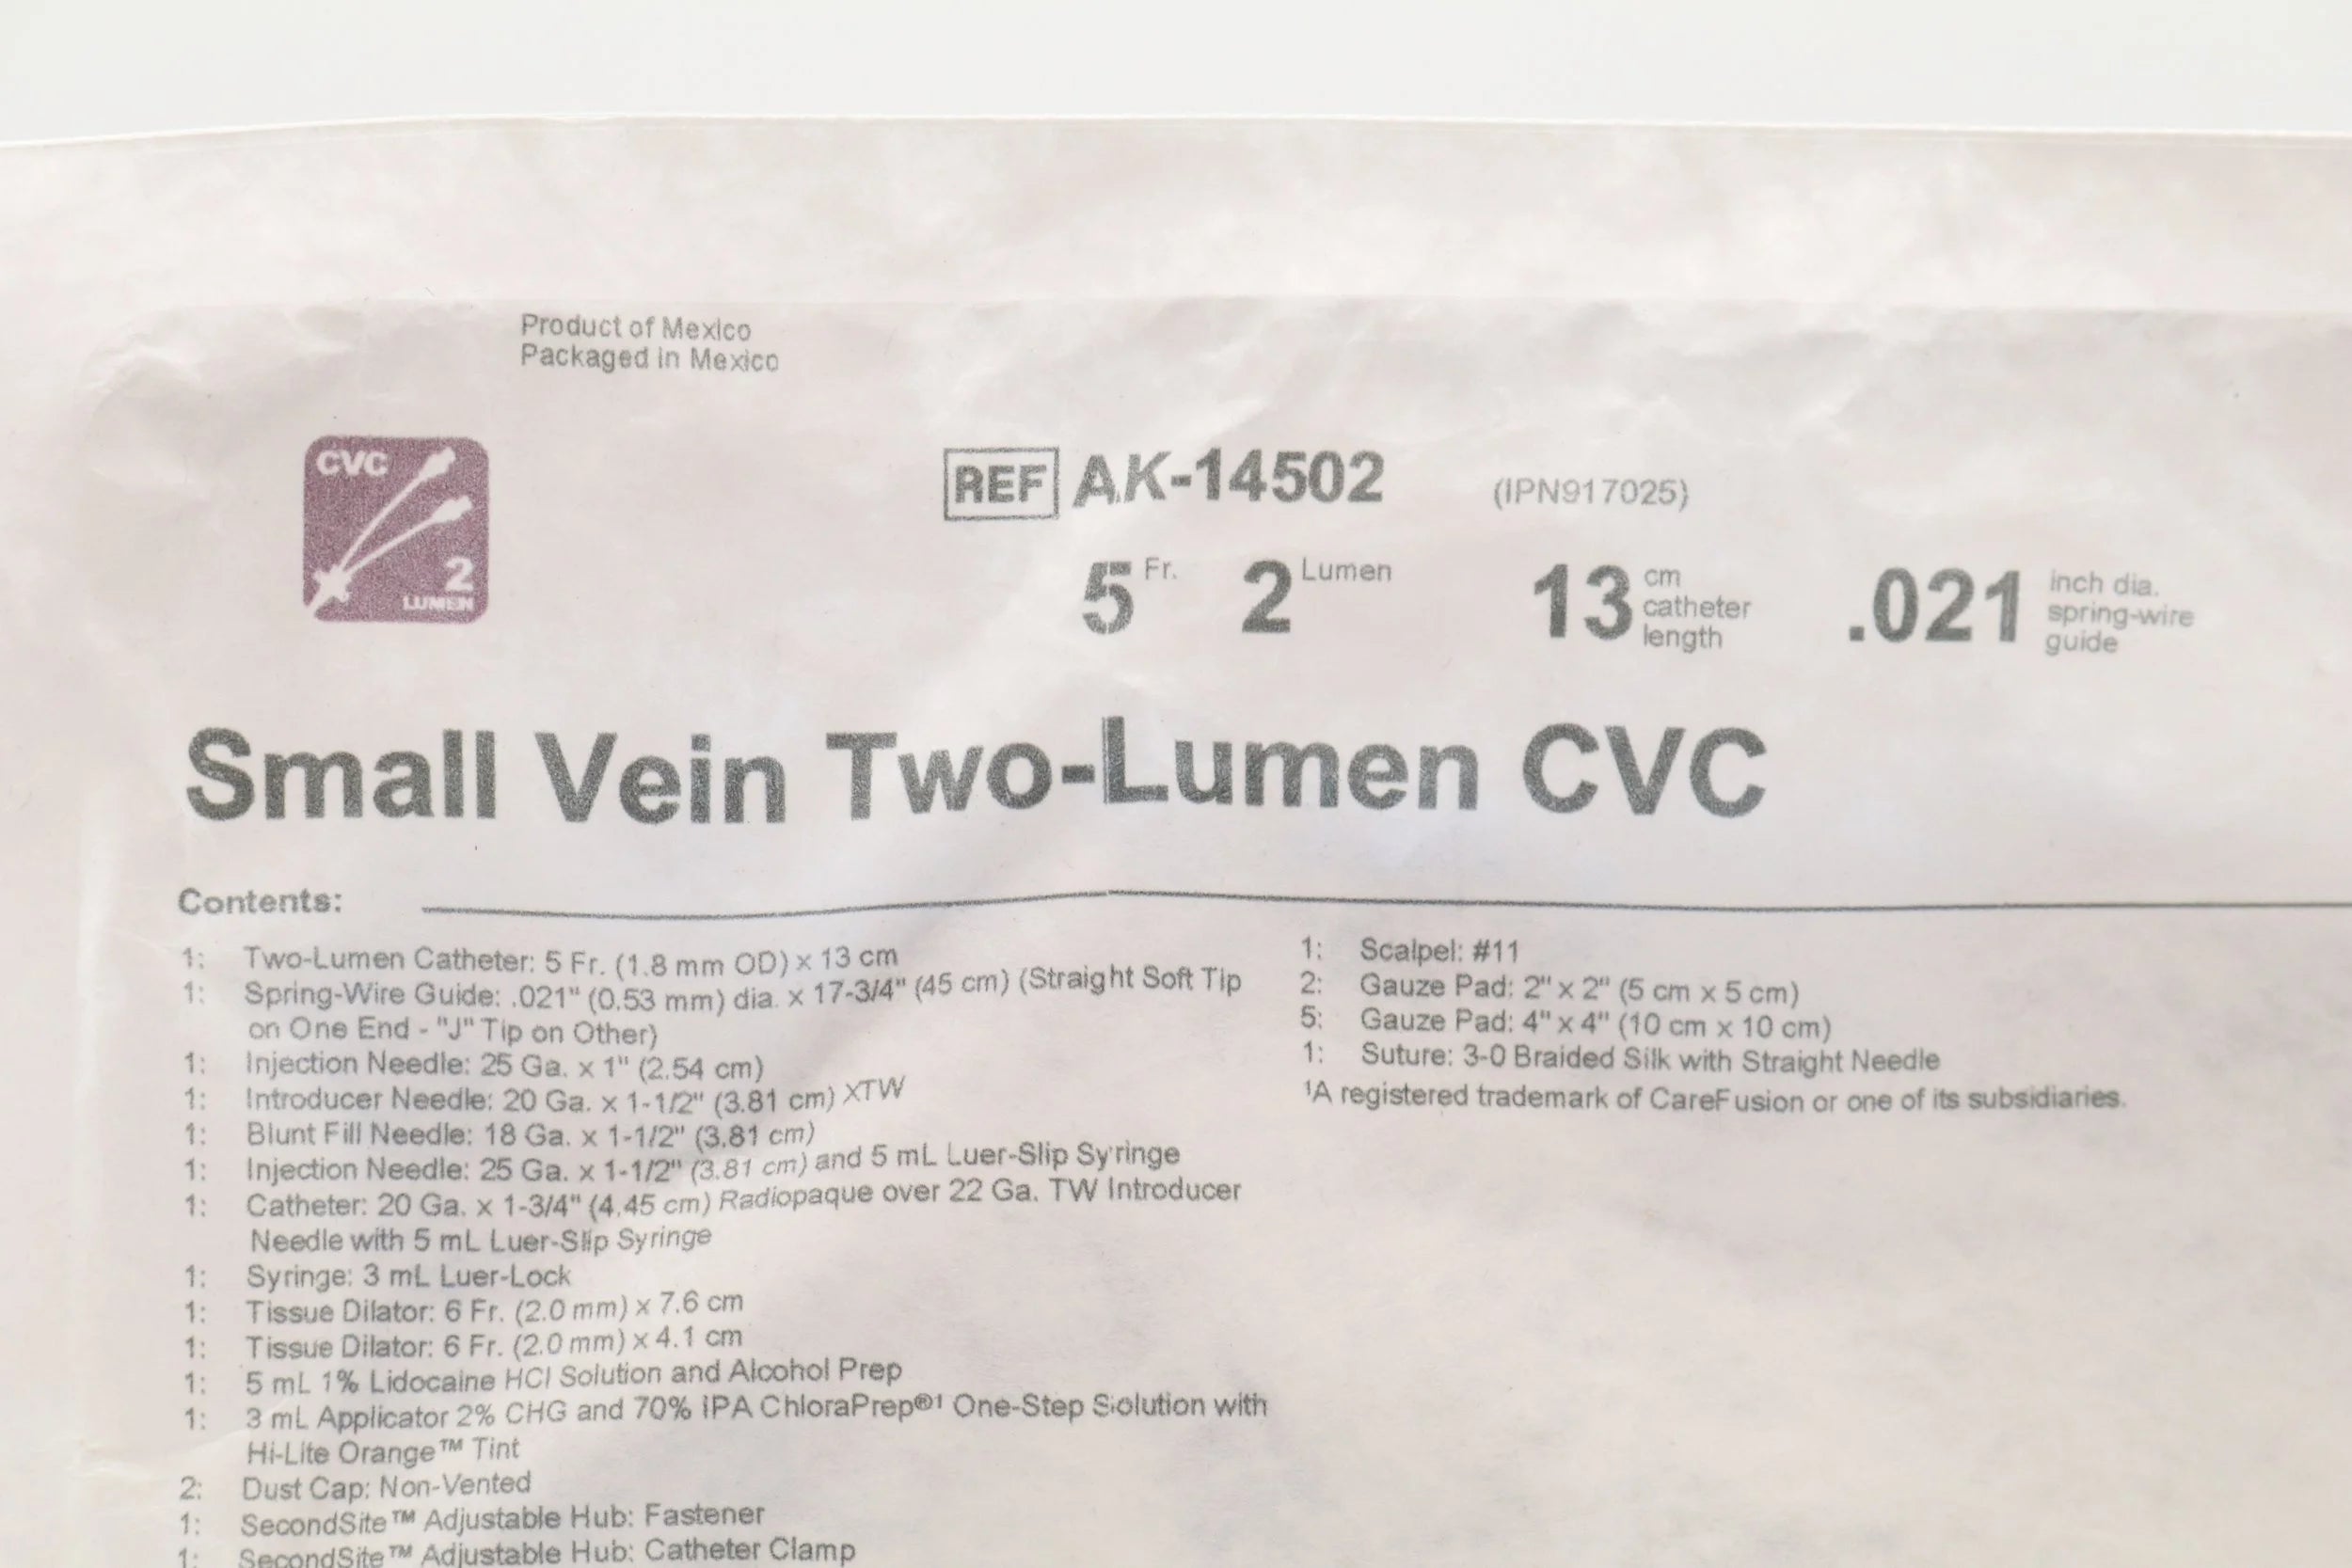 Product of Mexico
Packaged in Mexico
CVC
2
LUMEN
REF AK-14502 (IPN917025)
5 Fr. 2 Lumen 13 cm catheter length .021 inch dia. spring-wire guide
Small Vein Two-Lumen CVC
Contents:
1: Two-Lumen Catheter: 5 Fr. (1.8 mm OD) x 13 cm
1: Spring-Wire Guide: .021" (0.53 mm) dia. x 17-3/4" (45 cm) (Straight Soft Tip
on One End - "J" Tip on Other)
1: Injection Needle: 25 Ga. x 1" (2.54 cm)
1: Introducer Needle: 20 Ga. x 1-1/2" (3.81 cm) XTW
1: Blunt Fill Needle: 18 Ga. x 1-1/2" (3.81 cm)
1: Injection Needle: 25 Ga. x 1-1/2" (3.81 cm) and 5 mL Luer-Slip Syringe
1: Catheter: 20 Ga. x 1-3/4" (4.45 cm) Radiopaque over 22 Ga. TW Introducer
Needle with 5 mL Luer-Slip Syringe
1: Syringe: 3 mL Luer-Lock
1: Tissue Dilator: 6 Fr. (2.0 mm) x 7.6 cm
1: Tissue Dilator: 6 Fr. (2.0 mm) x 4.1 cm
1: 5 mL 1% Lidocaine HCl Solution and Alcohol Prep
1: 3 mL Applicator 2% CHG and 70% IPA ChloraPrep®¹ One-Step Solution with
Hi-Lite Orange™ Tint
2: Dust Cap: Non-Vented
1: SecondSite™ Adjustable Hub: Fastener
1: SecondSite™ Adjustable Hub: Catheter Clamp
1: Scalpel: #11
2: Gauze Pad: 2" x 2" (5 cm x 5 cm)
5: Gauze Pad: 4" x 4" (10 cm x 10 cm)
1: Suture: 3-0 Braided Silk with Straight Needle
¹A registered trademark of CareFusion or one of its subsidiaries.